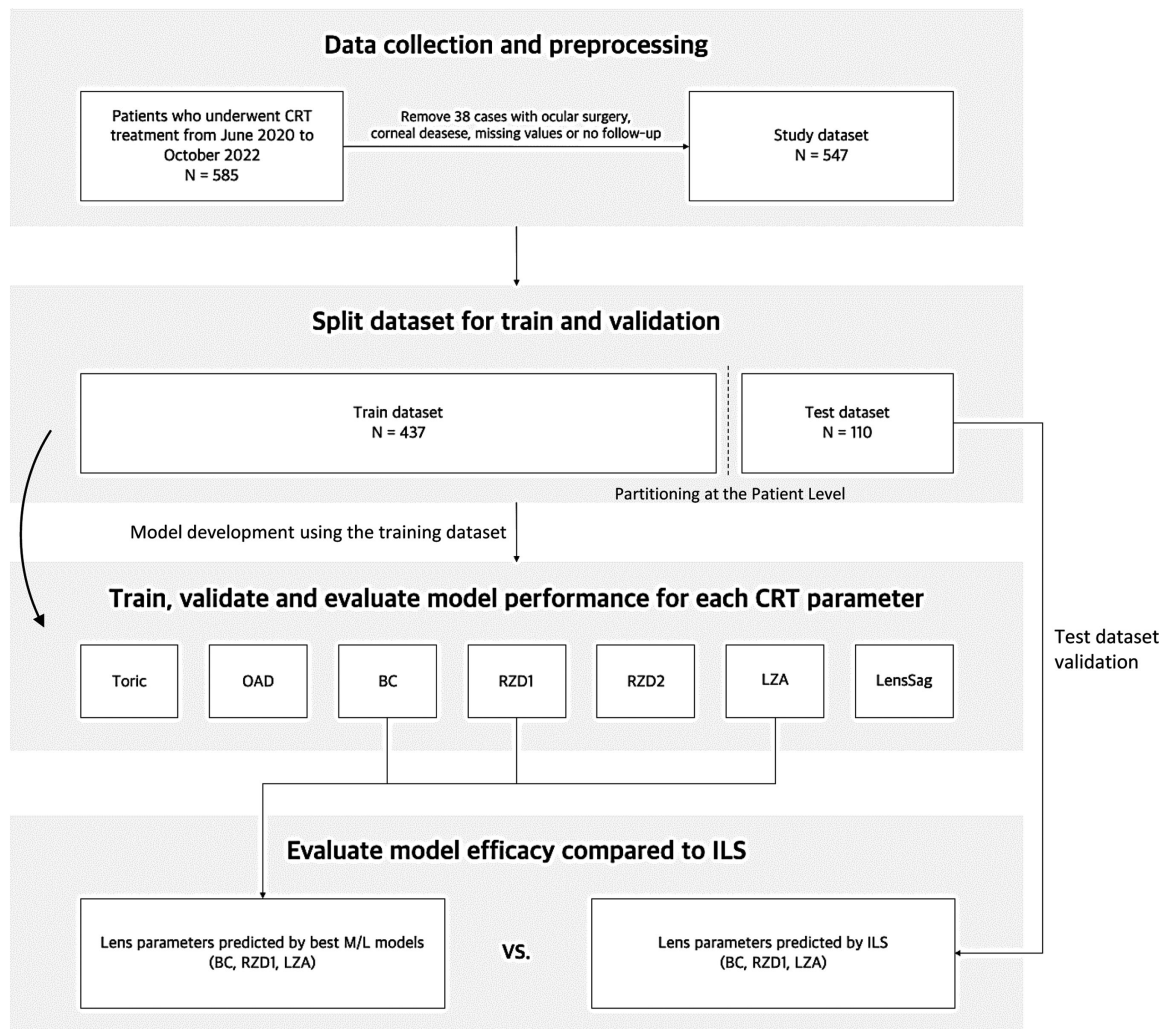 Data collection and preprocessing
Patients who underwent CRT
treatment from June 2020 to
October 2022
N = 585
Remove 38 cases with ocular surgery,
corneal deasese, missing values or no follow-up
Study dataset
N = 547
Split dataset for train and validation
Train dataset
N = 437
Test dataset
N = 110
Partitioning at the Patient Level
Model development using the training dataset
Train, validate and evaluate model performance for each CRT parameter
Toric
OAD
BC
RZD1
RZD2
LZA
LensSag
Test dataset
validation
Evaluate model efficacy compared to ILS
Lens parameters predicted by best M/L models
(BC, RZD1, LZA)
VS.
Lens parameters predicted by ILS
(BC, RZD1, LZA)